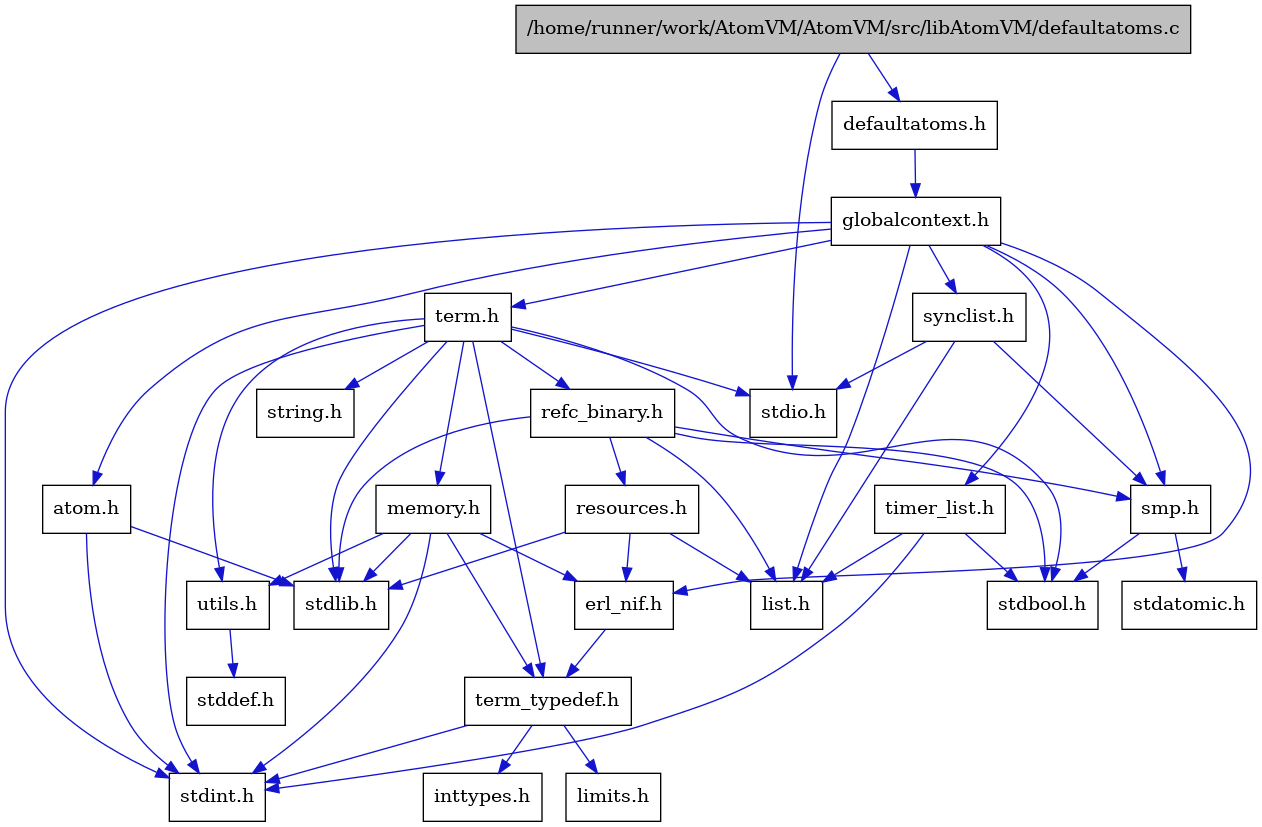 /home/runner/work/AtomVM/AtomVM/src/libAtomVM/defaultatoms.c
defaultatoms.h
globalcontext.h
term.h
synclist.h
string.h
refc_binary.h
stdio.h
atom.h
memory.h
resources.h
timer_list.h
smp.h
utils.h
stdlib.h
erl_nif.h
list.h
stdbool.h
stdatomic.h
stddef.h
term_typedef.h
stdint.h
inttypes.h
limits.h